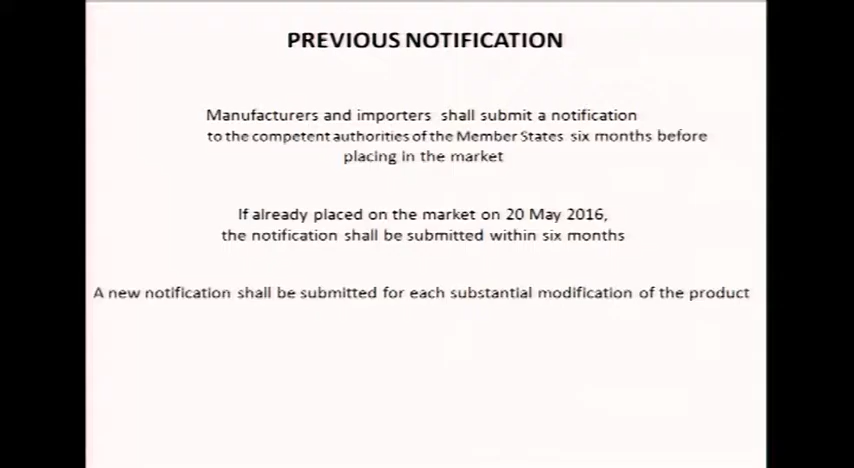 PREVIOUS NOTIFICATION
Manufacturers and importers shall submit a notification
to the competent authorities of the Member States six months before
placing in the market
If already placed on the market on 20 May 2016,
the notification shall be submitted within six months
A new notification shall be submitted for each substantial modification of the product